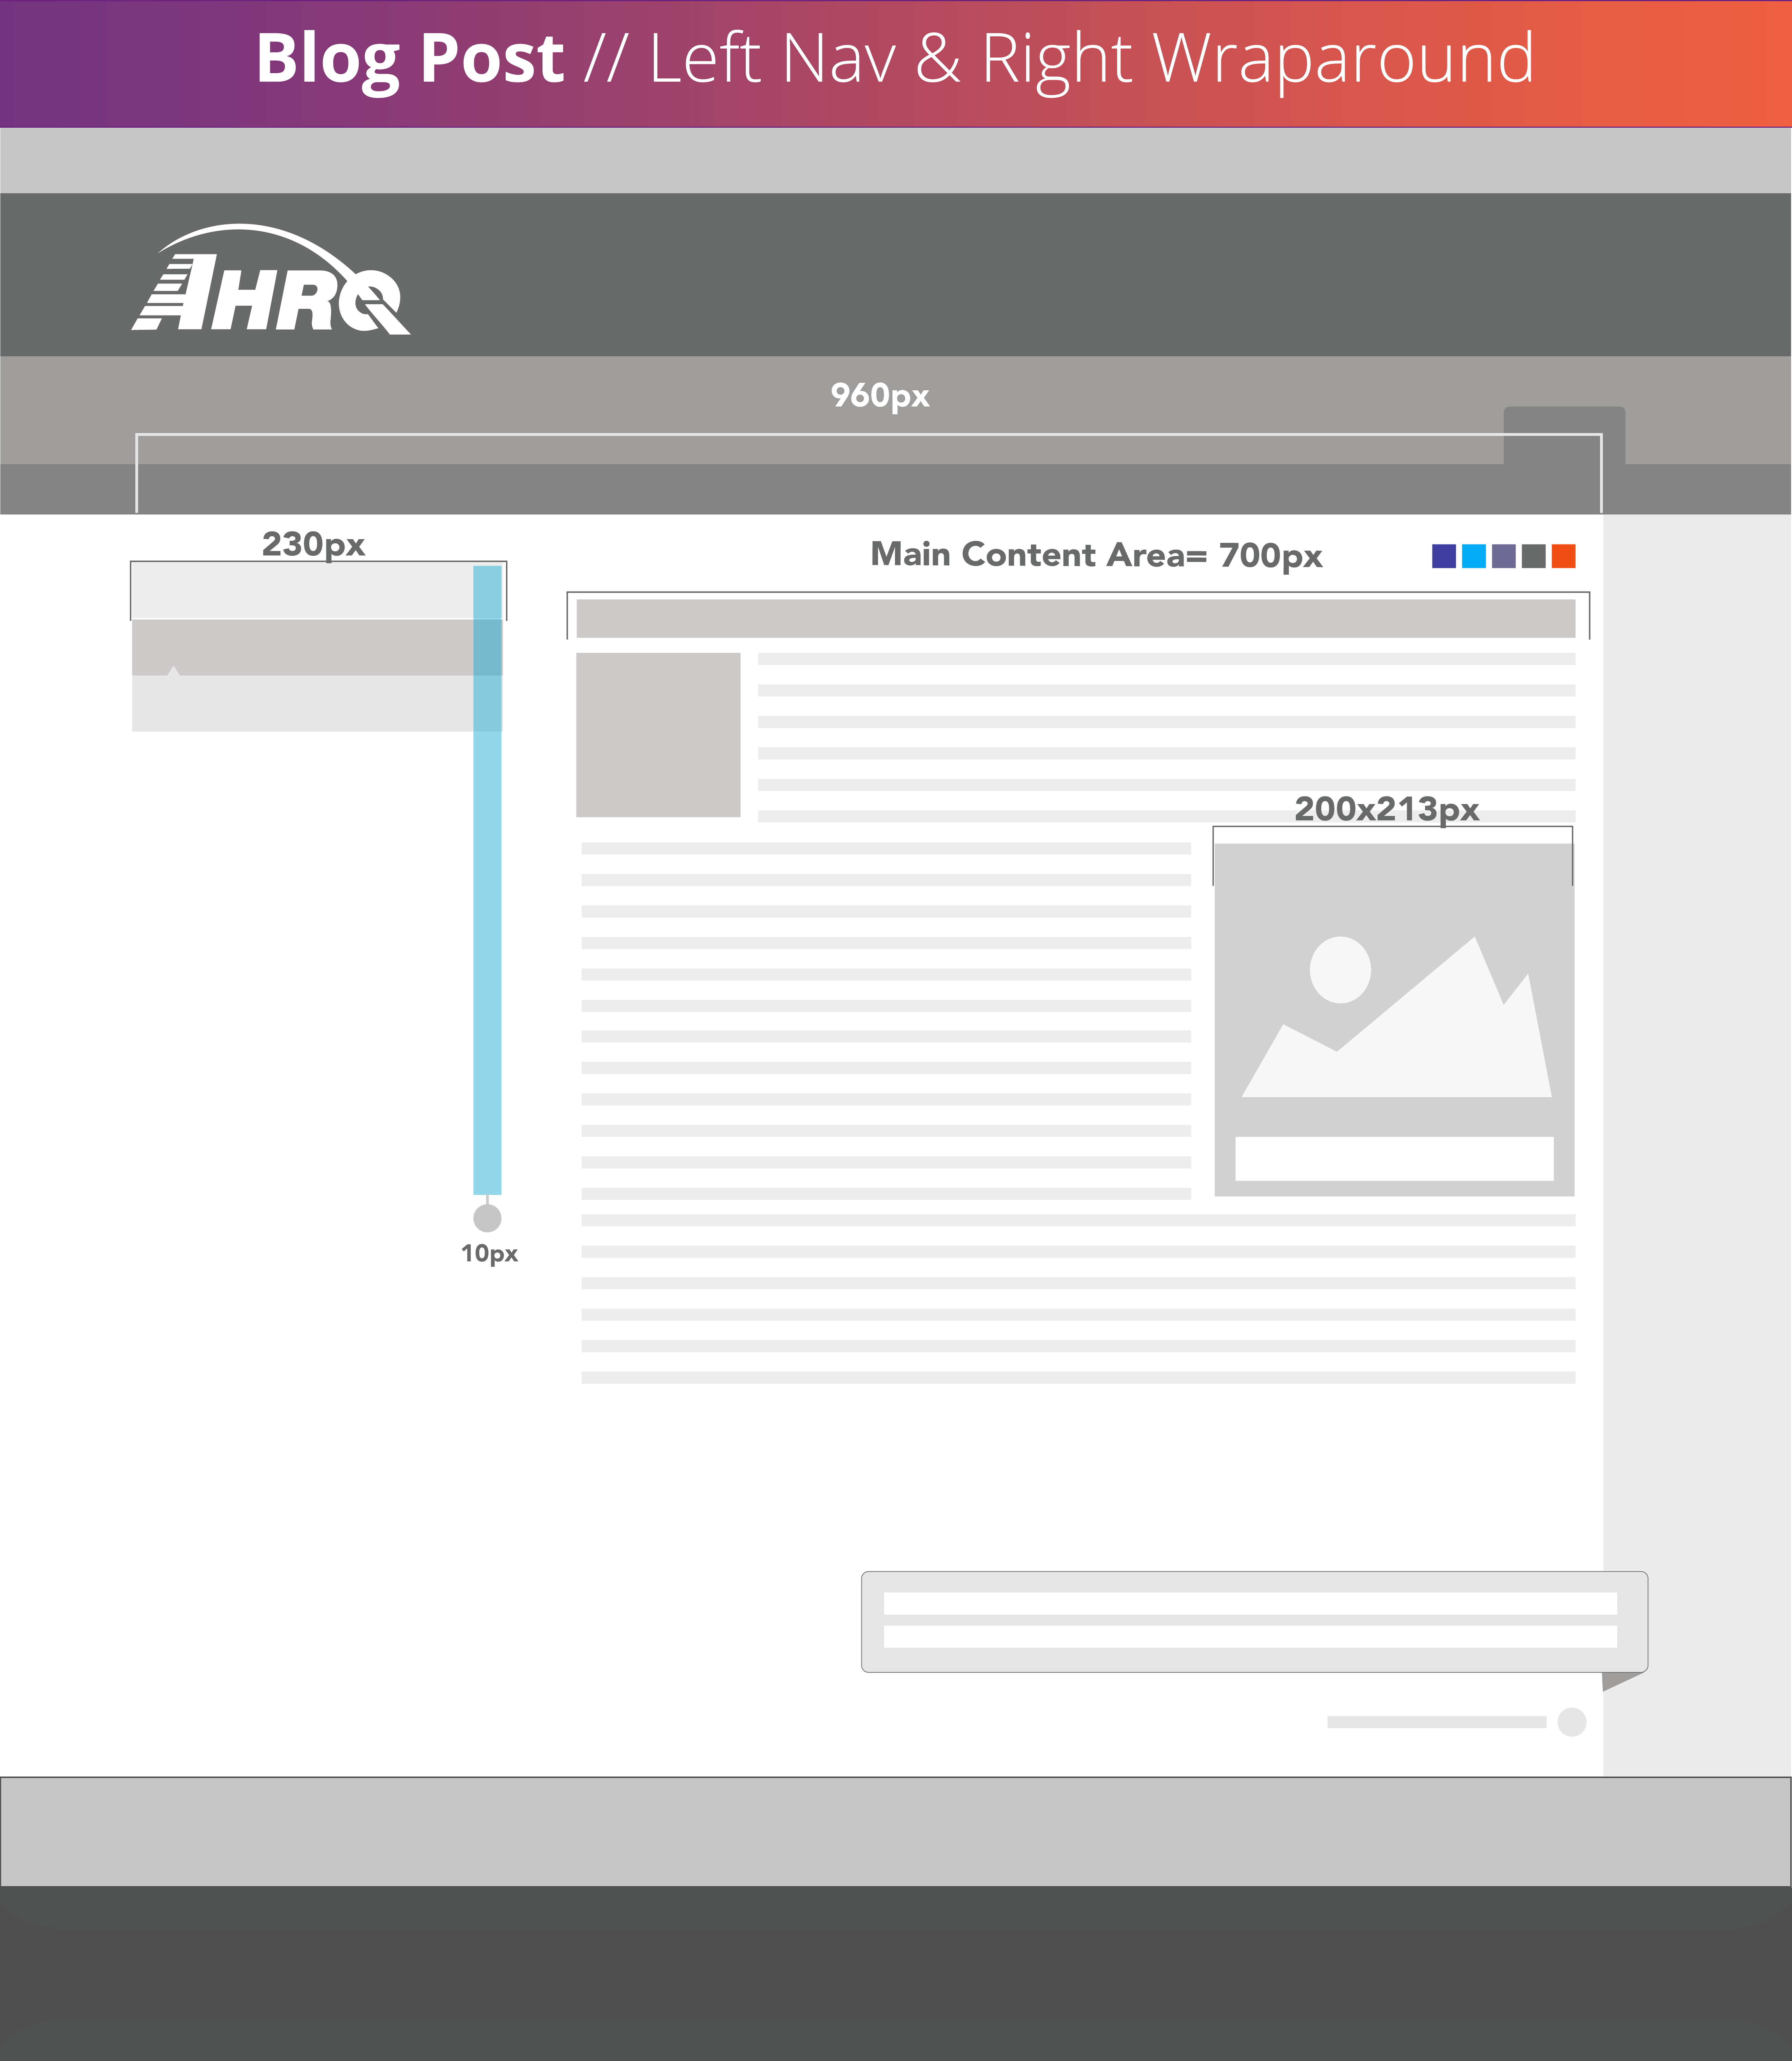 Blog Post // Left Nav & Right Wraparound
AHRQ
960px
230px
Main Content Area= 700px
200x213px
10px